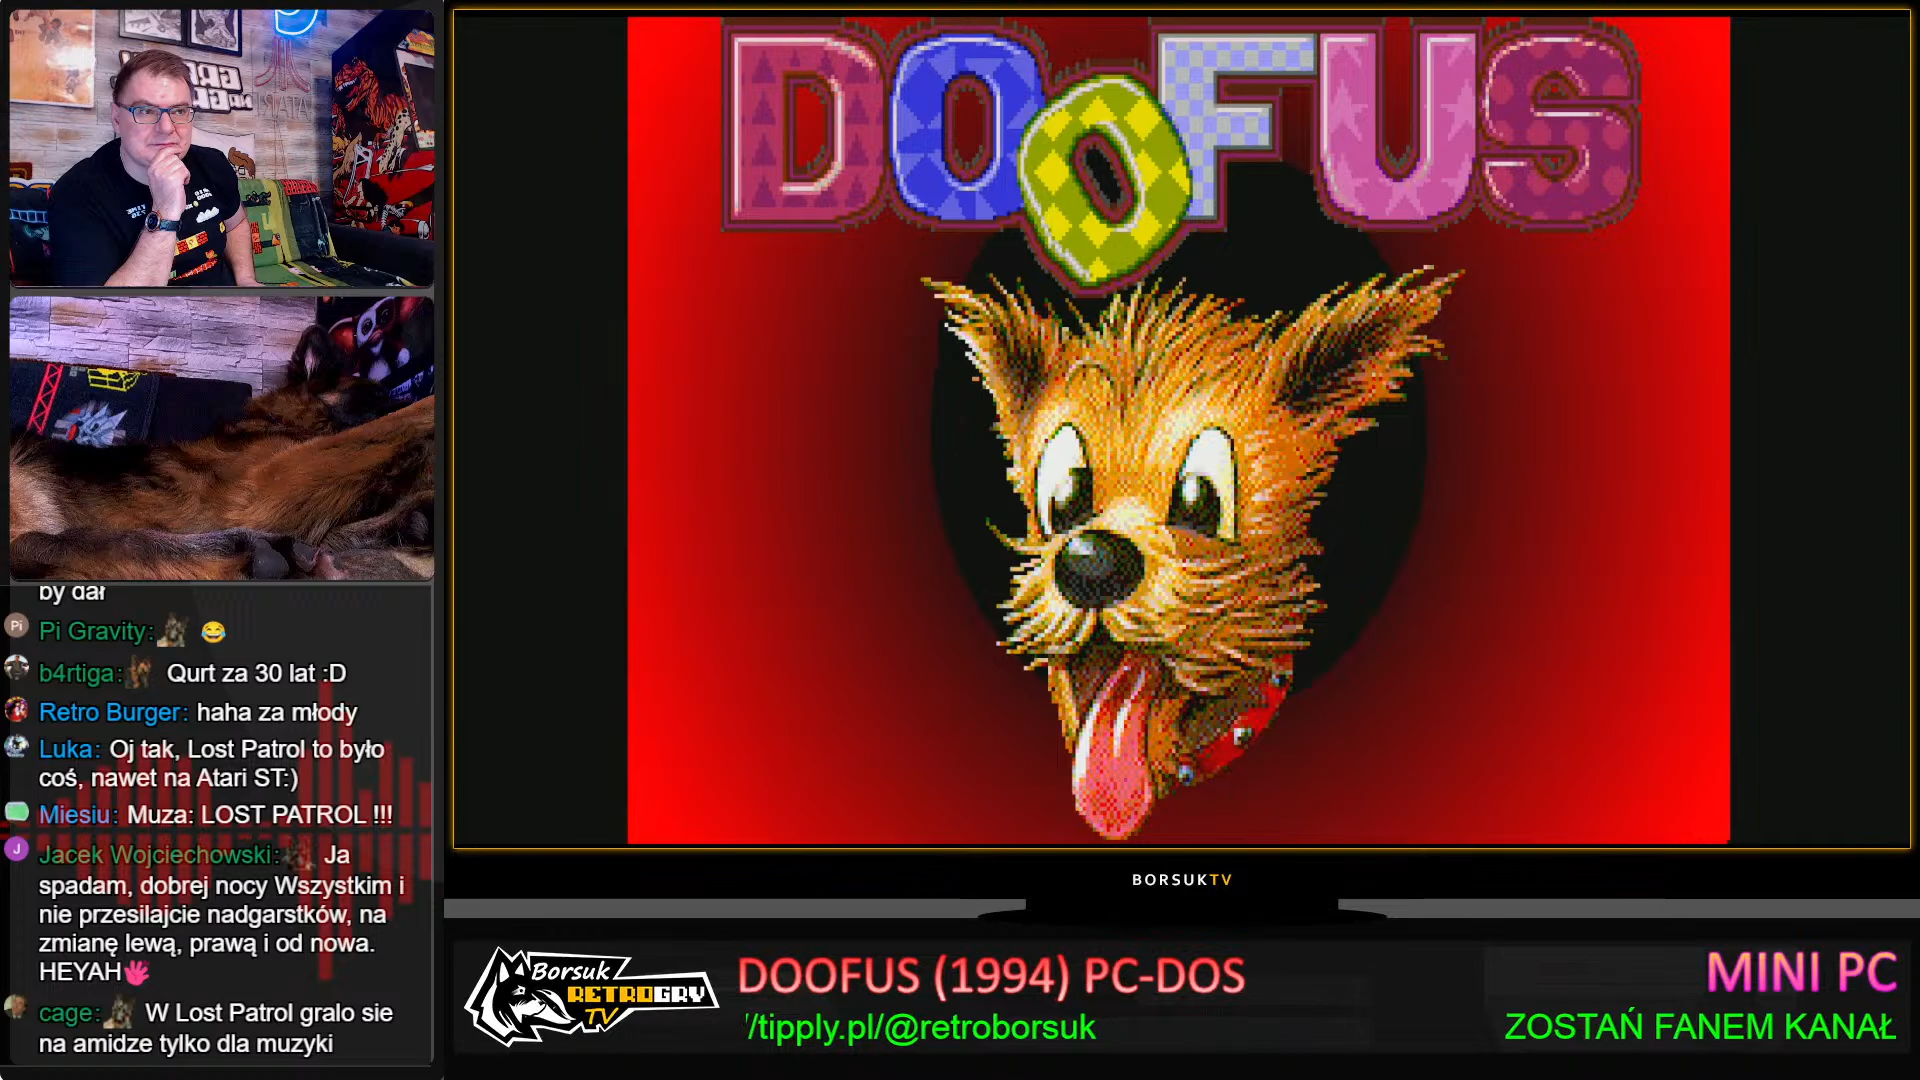 DOOFUS
by dał
Pi Gravity: 😂
b4rtiga: Qurt za 30 lat :D
Retro Burger: haha za młody
Luka: Oj tak, Lost Patrol to było
coś, nawet na Atari ST:)
Miesiu: Muza: LOST PATROL !!!
J
Jacek Wojciechowski: Ja
spadam, dobrej nocy Wszystkim i
nie przesilajcie nadgarstków, na
zmianę lewą, prawą i od nowa.
HEYAH👋
cage: W Lost Patrol gralo sie
na amidze tylko dla muzyki
BORSUKTV
Borsuk
RETROGRY
TV
DOOFUS (1994) PC-DOS
/tipply.pl/@retroborsuk
MINI PC
ZOSTAŃ FANEM KANAŁ